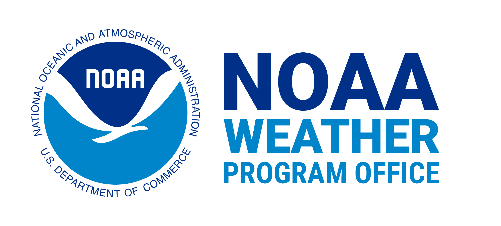 NATIONAL OCEANIC AND ATMOSPHERIC ADMINISTRATION
NOAA
U.S. DEPARTMENT OF COMMERCE
NOAA
WEATHER
PROGRAM OFFICE